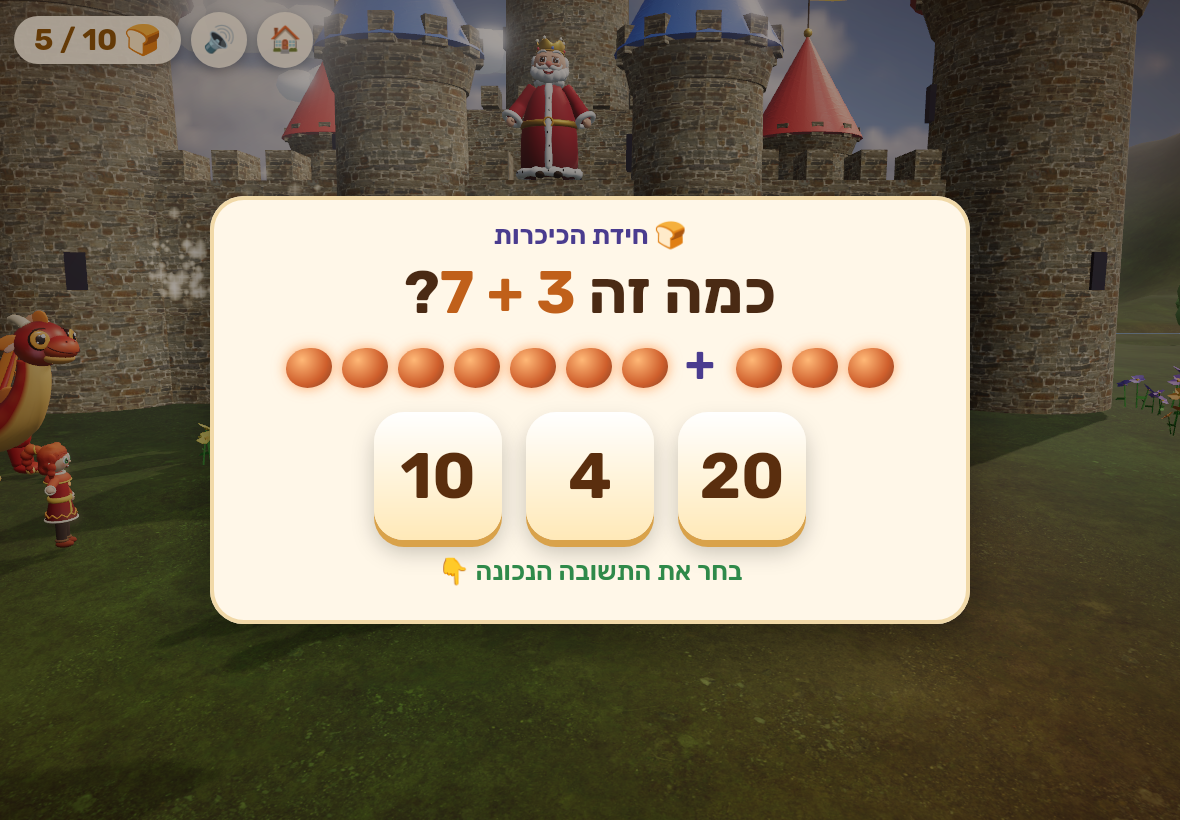 5 / 10
חידת הכיכרות
כמה זה 3 + 7?
+
10 4 20
בחר את התשובה הנכונה